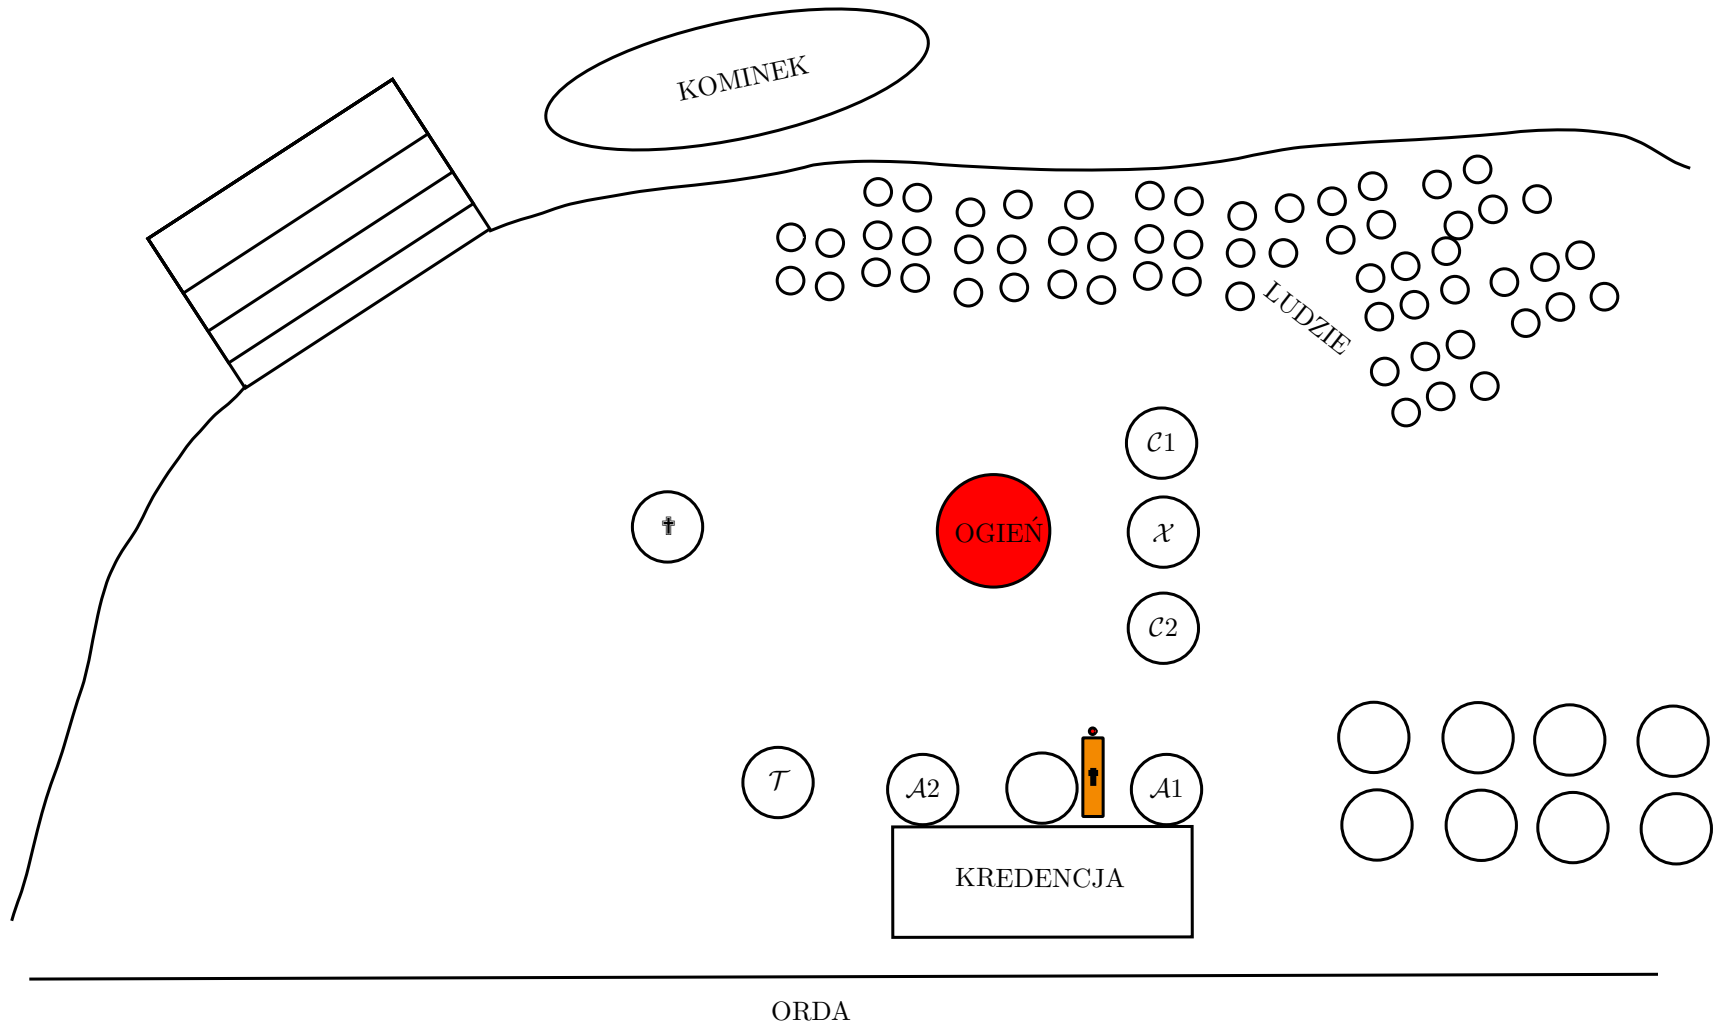 KOMINEK
LUDZIE
𝒞1
✝
OGIEŃ
𝒳
𝒞2
𝒯
𝒜2
✝
𝒜1
KREDENCJA
ORDA